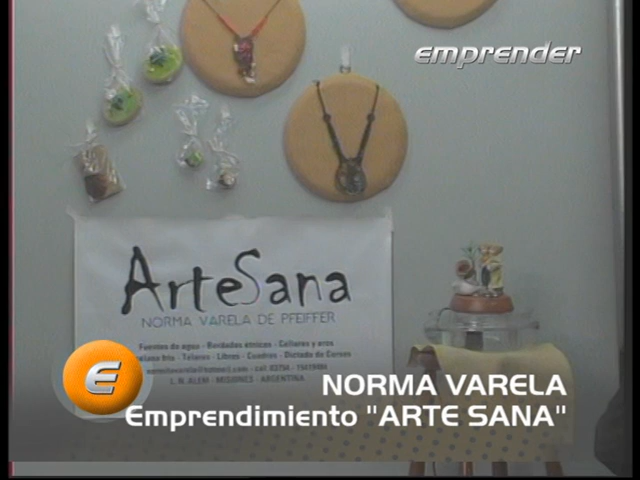 emprender
ArteSana
NORMA VARELA DE PFEIFFER
Fuentes de agua - Bordados étnicos - Collares y aros
Telares - Libros - Cuadros - Dictado de Cursos
L. N. ALEM - MISIONES - ARGENTINA
E
NORMA VARELA
Emprendimiento "ARTE SANA"